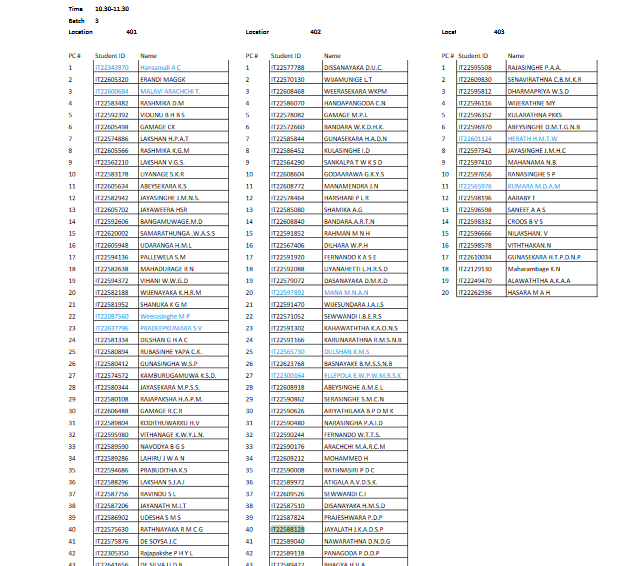 Time 10.30-11.30
Batch 3
Location 401 Location 402 Locat 403
PC # Student ID Name PC # Student ID Name PC # Student ID Name
1 IT22343970 Hansamali A C 1 IT22577788 DISSANAYAKA D.U.C. 1 IT22595508 RAJASINGHE P.A.A.
2 IT22605320 ERANDI MAGGK 2 IT22570130 WIJAMUNIGE L.T 2 IT22609830 SENAVIRATHNA C.B.M.K.R
3 IT22600684 MALAVI ARACHCHI T. 3 IT22608468 WEERASEKARA WKPM 3 IT22595812 DHARMAPRIYA W.S.D
4 IT22583482 RASHMIKA D.M 4 IT22586070 HANDAPANGODA C.N 4 IT22596116 WIJERATHNE MY
5 IT22592392 VIDUNU B H B S 5 IT22578082 GAMAGE M.P.L 5 IT22596352 KULARATHNA PKKS
6 IT22605498 GAMAGE CK 6 IT22572660 BANDARA W.K.D.H.K. 6 IT22596970 ABEYSINGHE D.M.T.G.N.B
7 IT22574886 LAKSHAN H.P.A.T 7 IT22585844 GUNASEKARA H.A.D.N 7 IT22601124 HERATH H.M.T.W
8 IT22605566 RASHMIKA K.G.M 8 IT22586452 KULASINGHE I.D 8 IT22597342 JAYASINGHE J.M.H.C
9 IT22562210 LAKSHAN V.G.S. 9 IT22564290 SANKALPA T W K S D 9 IT22597410 MAHANAMA N.B.
10 IT22583178 LIYANAGE S.K.R 10 IT22608604 GODAARAWA G.K.Y.S 10 IT22597656 RANASINGHE S P
11 IT22605634 ABEYSEKARA K.S 11 IT22608772 MANAMENDRA J.N 11 IT22565976 KUMARA M.D.A.M
12 IT22582942 JAYASINGHE J.M.N.S. 12 IT22578464 HARSHANI P L R 12 IT22598196 AARABY T
13 IT22605702 JAYAWEERA HSR 13 IT22585080 SHAMIKA A.G 13 IT22596598 SANEEF A A S
14 IT22592606 BANGAMUWAGE.M.D 14 IT22608840 BANDARA.A.R.T.N 14 IT22598332 CROOS B V S
15 IT22620002 SAMARATHUNGA .W.A.S.S 15 IT22591852 RAHMAN M N H 15 IT22596666 NILAKSHAN. V
16 IT22605948 UDARANGA H.M.L 16 IT22567406 DILHARA W.P.H 16 IT22598578 VITHTHAKAN.N
17 IT22594136 PALLEWELA S.M 17 IT22591920 FERNANDO K A S E 17 IT22610034 GUNASEKARA H.T.P.D.N.P
18 IT22582638 MAHADURAGE R N 18 IT22592088 LIYANAHETTI L.H.R.S.D 18 IT22129130 Maharambage K.N
19 IT22594372 VIHANI W.W.G.D 19 IT22579072 DASANAYAKA D.M.K.D 19 IT22249470 ALAWATHTHA A.K.A.A
20 IT22582188 WIJENAYAKA K.H.R.M 20 IT22597892 MANA M.N.A.N 20 IT22262936 HASARA M A H
21 IT22581952 SHANUKA K G M 21 IT22591470 WIJESUNDARA J.A.I.S
22 IT22087560 Weerasinghe M P 22 IT22571052 SEWWANDI I.B.E.R.S
23 IT22637796 PRADEEPKUMARA S V 23 IT22591302 KAHAWATHTHA K.A.O.N.S
24 IT22581334 DILSHAN G H A C 24 IT22591166 KARUNARATHNA R.M.S.N.B
25 IT22580894 RUBASINHE YAPA C.K. 25 IT22565730 DULSHAN K.M.S
26 IT22580412 GUNASINGHA W.S.P 26 IT22623768 BASNAYAKE B.M.S.S.N.B
27 IT22574572 KAMBURUGAMUWA K.S.D. 27 IT22300164 ELLEPOLA E.W.P.W.M.R.S.K
28 IT22580344 JAYASEKARA M.P.S.S. 28 IT22608918 ABEYSINGHE A.M.E.L
29 IT22580108 RAJAPAKSHA H.A.P.M. 29 IT22590862 SERASINGHE S.M.C.N
30 IT22606488 GAMAGE R.C.R 30 IT22590626 ARIYATHILAKA B P D M K
31 IT22589804 KODITHUWAKKU H.V 31 IT22590480 NARASINGHA P.A.I.D
32 IT22595980 VITHANAGE K.W.Y.L.N. 32 IT22590244 FERNANDO W.T.T.S.
33 IT22589590 NAVODYA B G S 33 IT22590176 ARACHCHI M.A.R.C.M
34 IT22589286 LAHIRU J W A N 34 IT22609212 MOHAMMED H
35 IT22594686 PRABUDITHA K.S 35 IT22590008 RATHNASIRI P D C
36 IT22588296 LAKSHAN S.J.A.I 36 IT22589972 ATIGALA A.V.D.S.K.
37 IT22587756 RAVINDU S L 37 IT22609526 SEWWANDI C.I
38 IT22587206 JAYANATH M.I.T 38 IT22587510 DISANAYAKA H.M.S.D
39 IT22586902 UDESHA S M S 39 IT22587824 PRAJESHWARA P.D.P
40 IT22575630 RATHNAYAKA R M C G 40 IT22588128 JAYALATH J.K.A.D.S.P
41 IT22575876 DE SOYSA J.C 41 IT22589040 NAWARATHNA D.N.D.G
42 IT22305350 Rajapakshe P H Y L 42 IT22589118 PANAGODA P.D.D.P